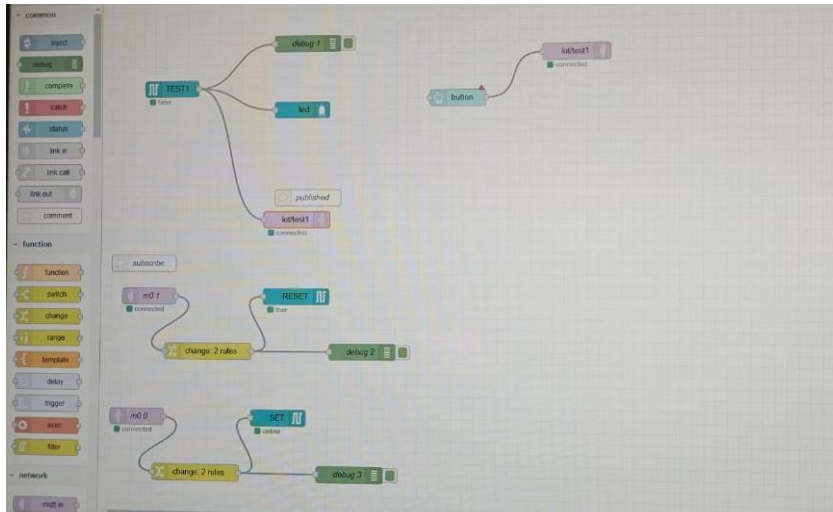 common
inject
debug
complete
catch
status
link in
link call
link out
comment
function
function
switch
change
range
template
delay
trigger
exec
filter
network
mqtt in
debug 1
TEST1
false
led
published
iot/test1
connected
iot/test1
connected
button
subscribe
m0.1
connected
RESET
true
change: 2 rules
debug 2
m0.0
connected
SET
online
change: 2 rules
debug 3